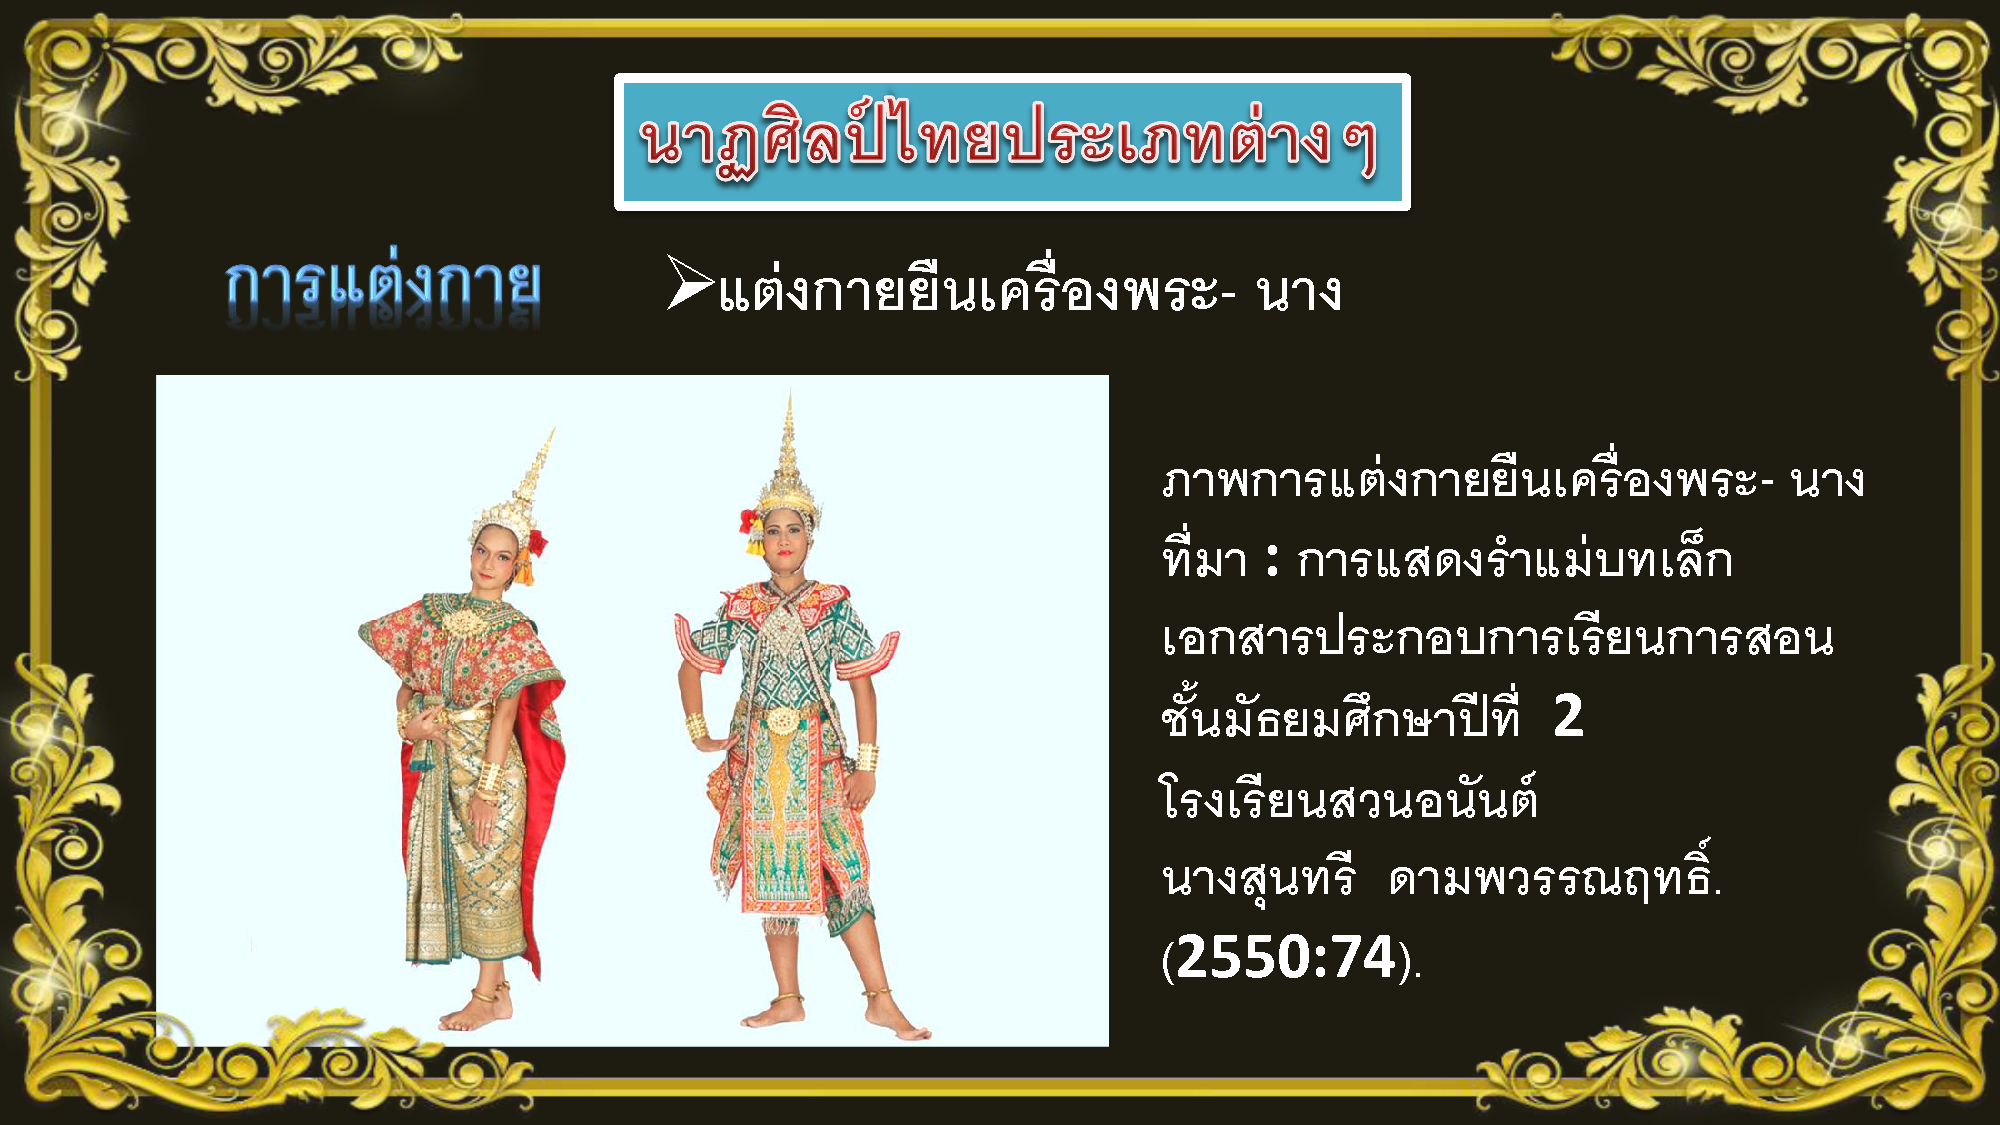 นาฏศิลป์ไทยประเภทต่างๆ
การแต่งกาย
➢แต่งกายยืนเครื่องพระ- นาง
ภาพการแต่งกายยืนเครื่องพระ- นาง
ที่มา : การแสดงรำแม่บทเล็ก
เอกสารประกอบการเรียนการสอน
ชั้นมัธยมศึกษาปีที่ 2
โรงเรียนสวนอนันต์
นางสุนทรี ดามพวรรณฤทธิ์.
(2550:74).